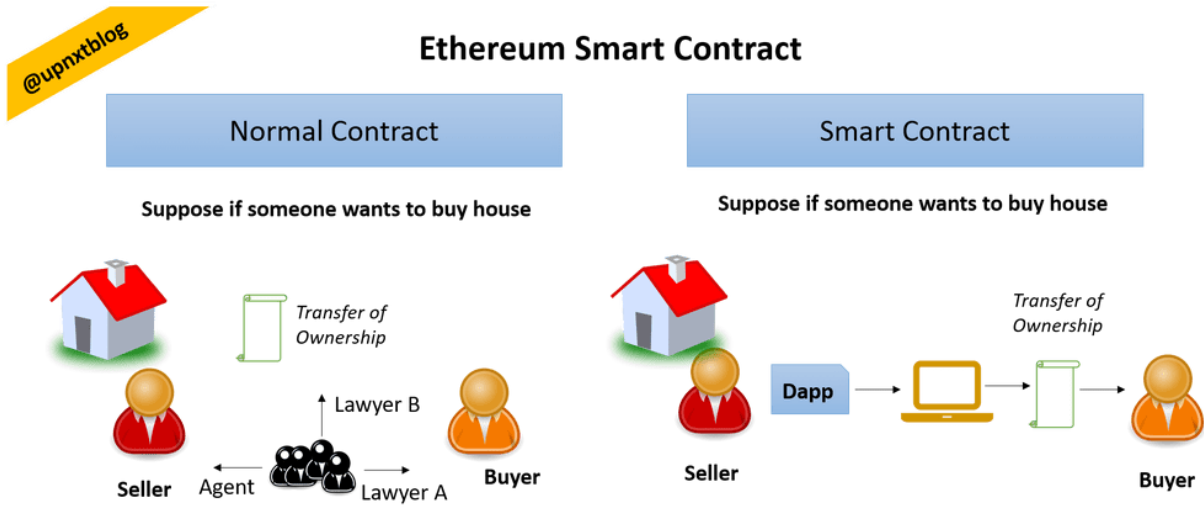 @upnxtblog
Ethereum Smart Contract
Normal Contract
Suppose if someone wants to buy house
Transfer of
Ownership
Lawyer B
Seller
Agent
Lawyer A
Buyer
Smart Contract
Suppose if someone wants to buy house
Transfer of
Ownership
Dapp
Seller
Buyer